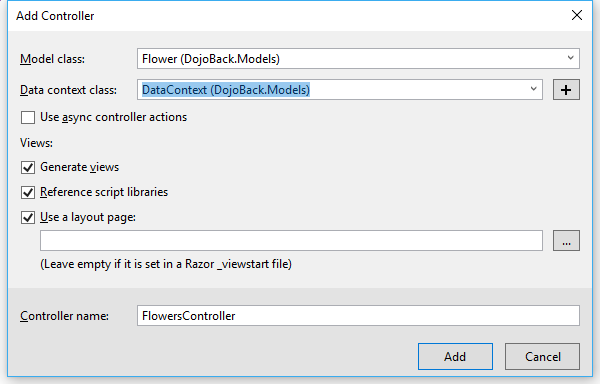 Add Controller
Model class:
Flower (DojoBack.Models)
Data context class:
DataContext (DojoBack.Models)
+
Use async controller actions
Views:
Generate views
Reference script libraries
Use a layout page:
...
(Leave empty if it is set in a Razor _viewstart file)
Controller name:
FlowersController
Add
Cancel